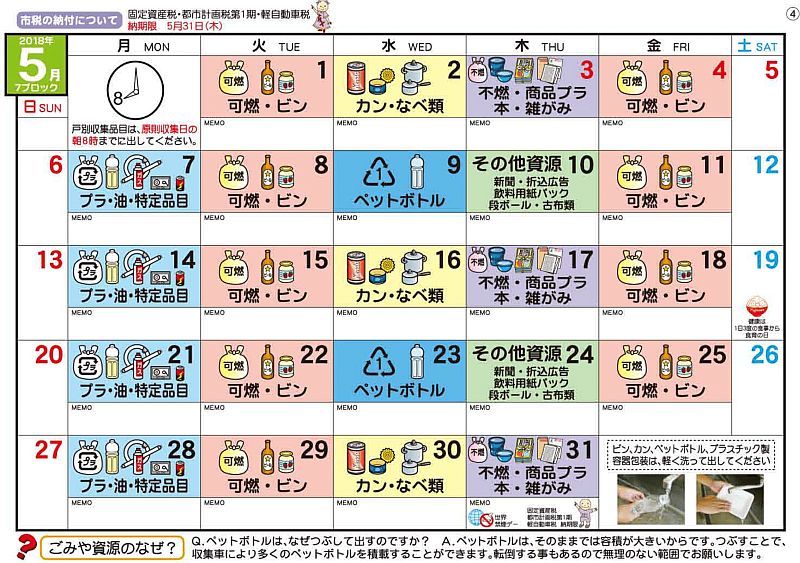 市税の納付について
固定資産税・都市計画税第1期・軽自動車税
納期限 5月31日(木)
④
2018年
5月
7ブロック
日 SUN
月 MON
火 TUE
水 WED
木 THU
金 FRI
土 SAT
8
戸別収集品目は、原則収集日の
朝8時までに出してください。
可燃 1
可燃・ビン
MEMO
2
カン・なべ類
MEMO
不燃 3
不燃・商品プラ
本・雑がみ
MEMO
可燃 4
可燃・ビン
MEMO
5
6
プラ 7
プラ・油・特定品目
MEMO
可燃 8
可燃・ビン
MEMO
1 9
ペットボトル
MEMO
その他資源 10
新聞・折込広告
飲料用紙パック
段ボール・古布類
MEMO
可燃 11
可燃・ビン
MEMO
12
13
プラ 14
プラ・油・特定品目
MEMO
可燃 15
可燃・ビン
MEMO
16
カン・なべ類
MEMO
不燃 17
不燃・商品プラ
本・雑がみ
MEMO
可燃 18
可燃・ビン
MEMO
19
健康は
1日3度の食事から
食育の日
20
プラ 21
プラ・油・特定品目
MEMO
可燃 22
可燃・ビン
MEMO
1 23
ペットボトル
MEMO
その他資源 24
新聞・折込広告
飲料用紙パック
段ボール・古布類
MEMO
可燃 25
可燃・ビン
MEMO
26
27
プラ 28
プラ・油・特定品目
MEMO
可燃 29
可燃・ビン
MEMO
30
カン・なべ類
MEMO
不燃 31
不燃・商品プラ
本・雑がみ
MEMO
世界
禁煙デー
固定資産税
都市計画税第1期
軽自動車税 納期限
ビン、カン、ペットボトル、プラスチック製
容器包装は、軽く洗って出してください
ごみや資源のなぜ?
Q.ペットボトルは、なぜつぶして出すのですか? A.ペットボトルは、そのままでは容積が大きいからです。つぶすことで、
収集車により多くのペットボトルを積載することができます。転倒する事もあるので無理のない範囲でお願いします。